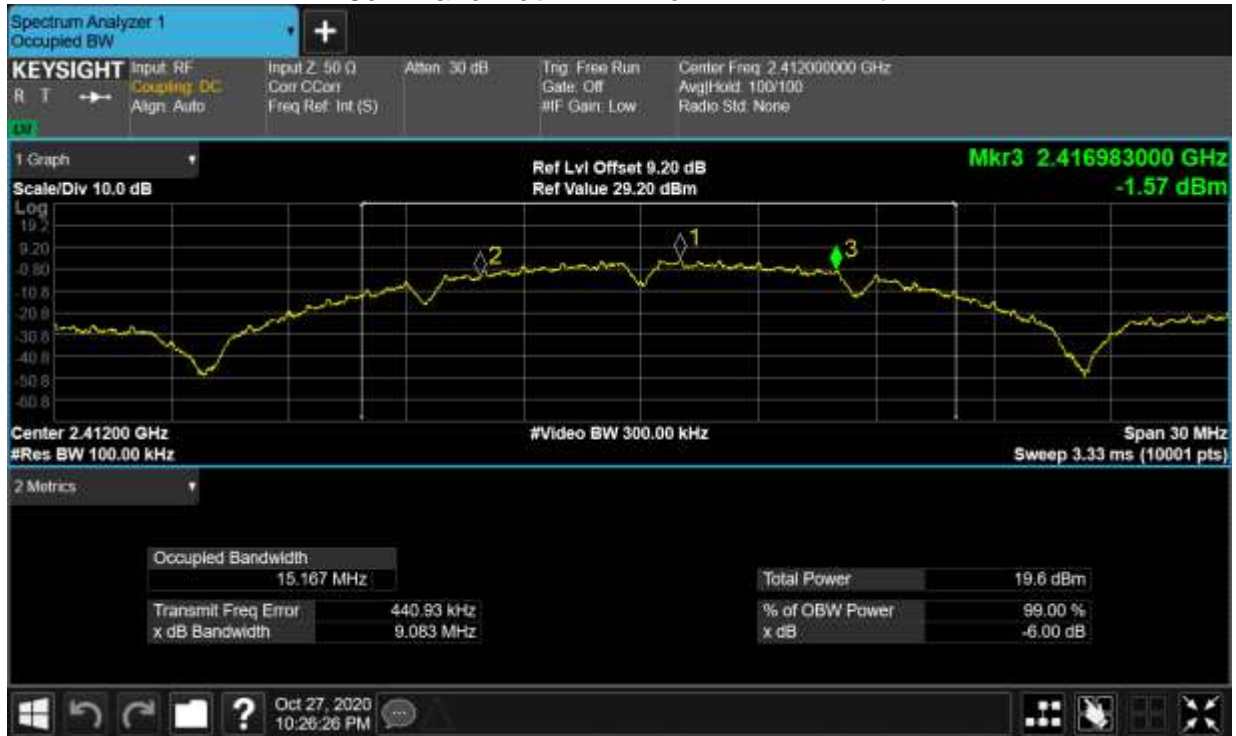 Spectrum Analyzer 1
Occupied BW
+
KEYSIGHT Input: RF Input Z: 50 Ω Atten: 30 dB Trig: Free Run Center Freq: 2.412000000 GHz
R T Coupling: DC Corr CCorr Gate: Off Avg|Hold: 100/100
Align: Auto Freq Ref: Int (S) #IF Gain: Low Radio Std: None
1 Graph
Ref Lvl Offset 9.20 dB Mkr3 2.416983000 GHz
Scale/Div 10.0 dB Ref Value 29.20 dBm -1.57 dBm
Log
19.2
9.20
-0.80
-10.8
-20.8
-30.8
-40.8
-50.8
-60.8
2
1
3
Center 2.41200 GHz #Video BW 300.00 kHz Span 30 MHz
#Res BW 100.00 kHz Sweep 3.33 ms (10001 pts)
2 Metrics
Occupied Bandwidth
15.167 MHz Total Power 19.6 dBm
Transmit Freq Error 440.93 kHz % of OBW Power 99.00 %
x dB Bandwidth 9.083 MHz x dB -6.00 dB
? Oct 27, 2020
10:26:26 PM